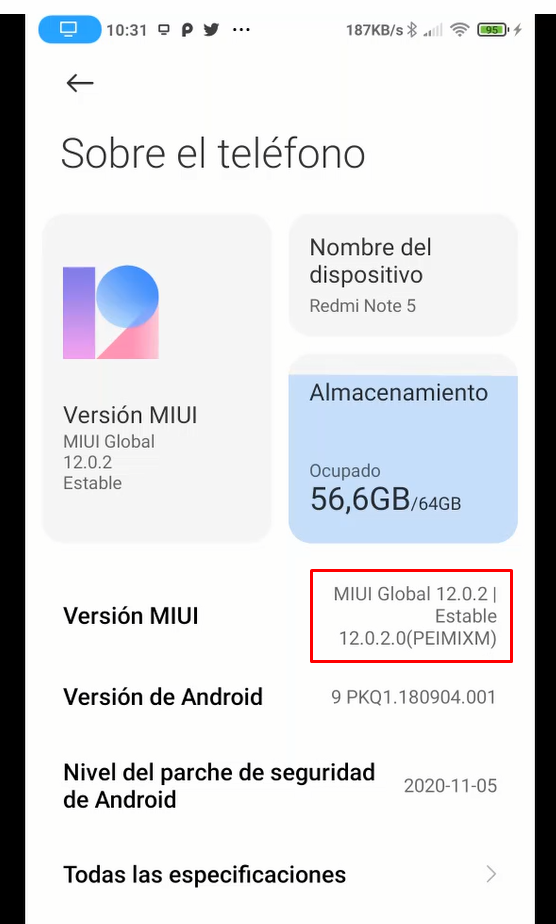 10:31 ... 187KB/s 95
Sobre el teléfono
Versión MIUI
MIUI Global
12.0.2
Estable
Nombre del
dispositivo
Redmi Note 5
Almacenamiento
Ocupado
56,6GB/64GB
Versión MIUI
MIUI Global 12.0.2 |
Estable
12.0.2.0(PEIMIXM)
Versión de Android
9 PKQ1.180904.001
Nivel del parche de seguridad
de Android
2020-11-05
Todas las especificaciones